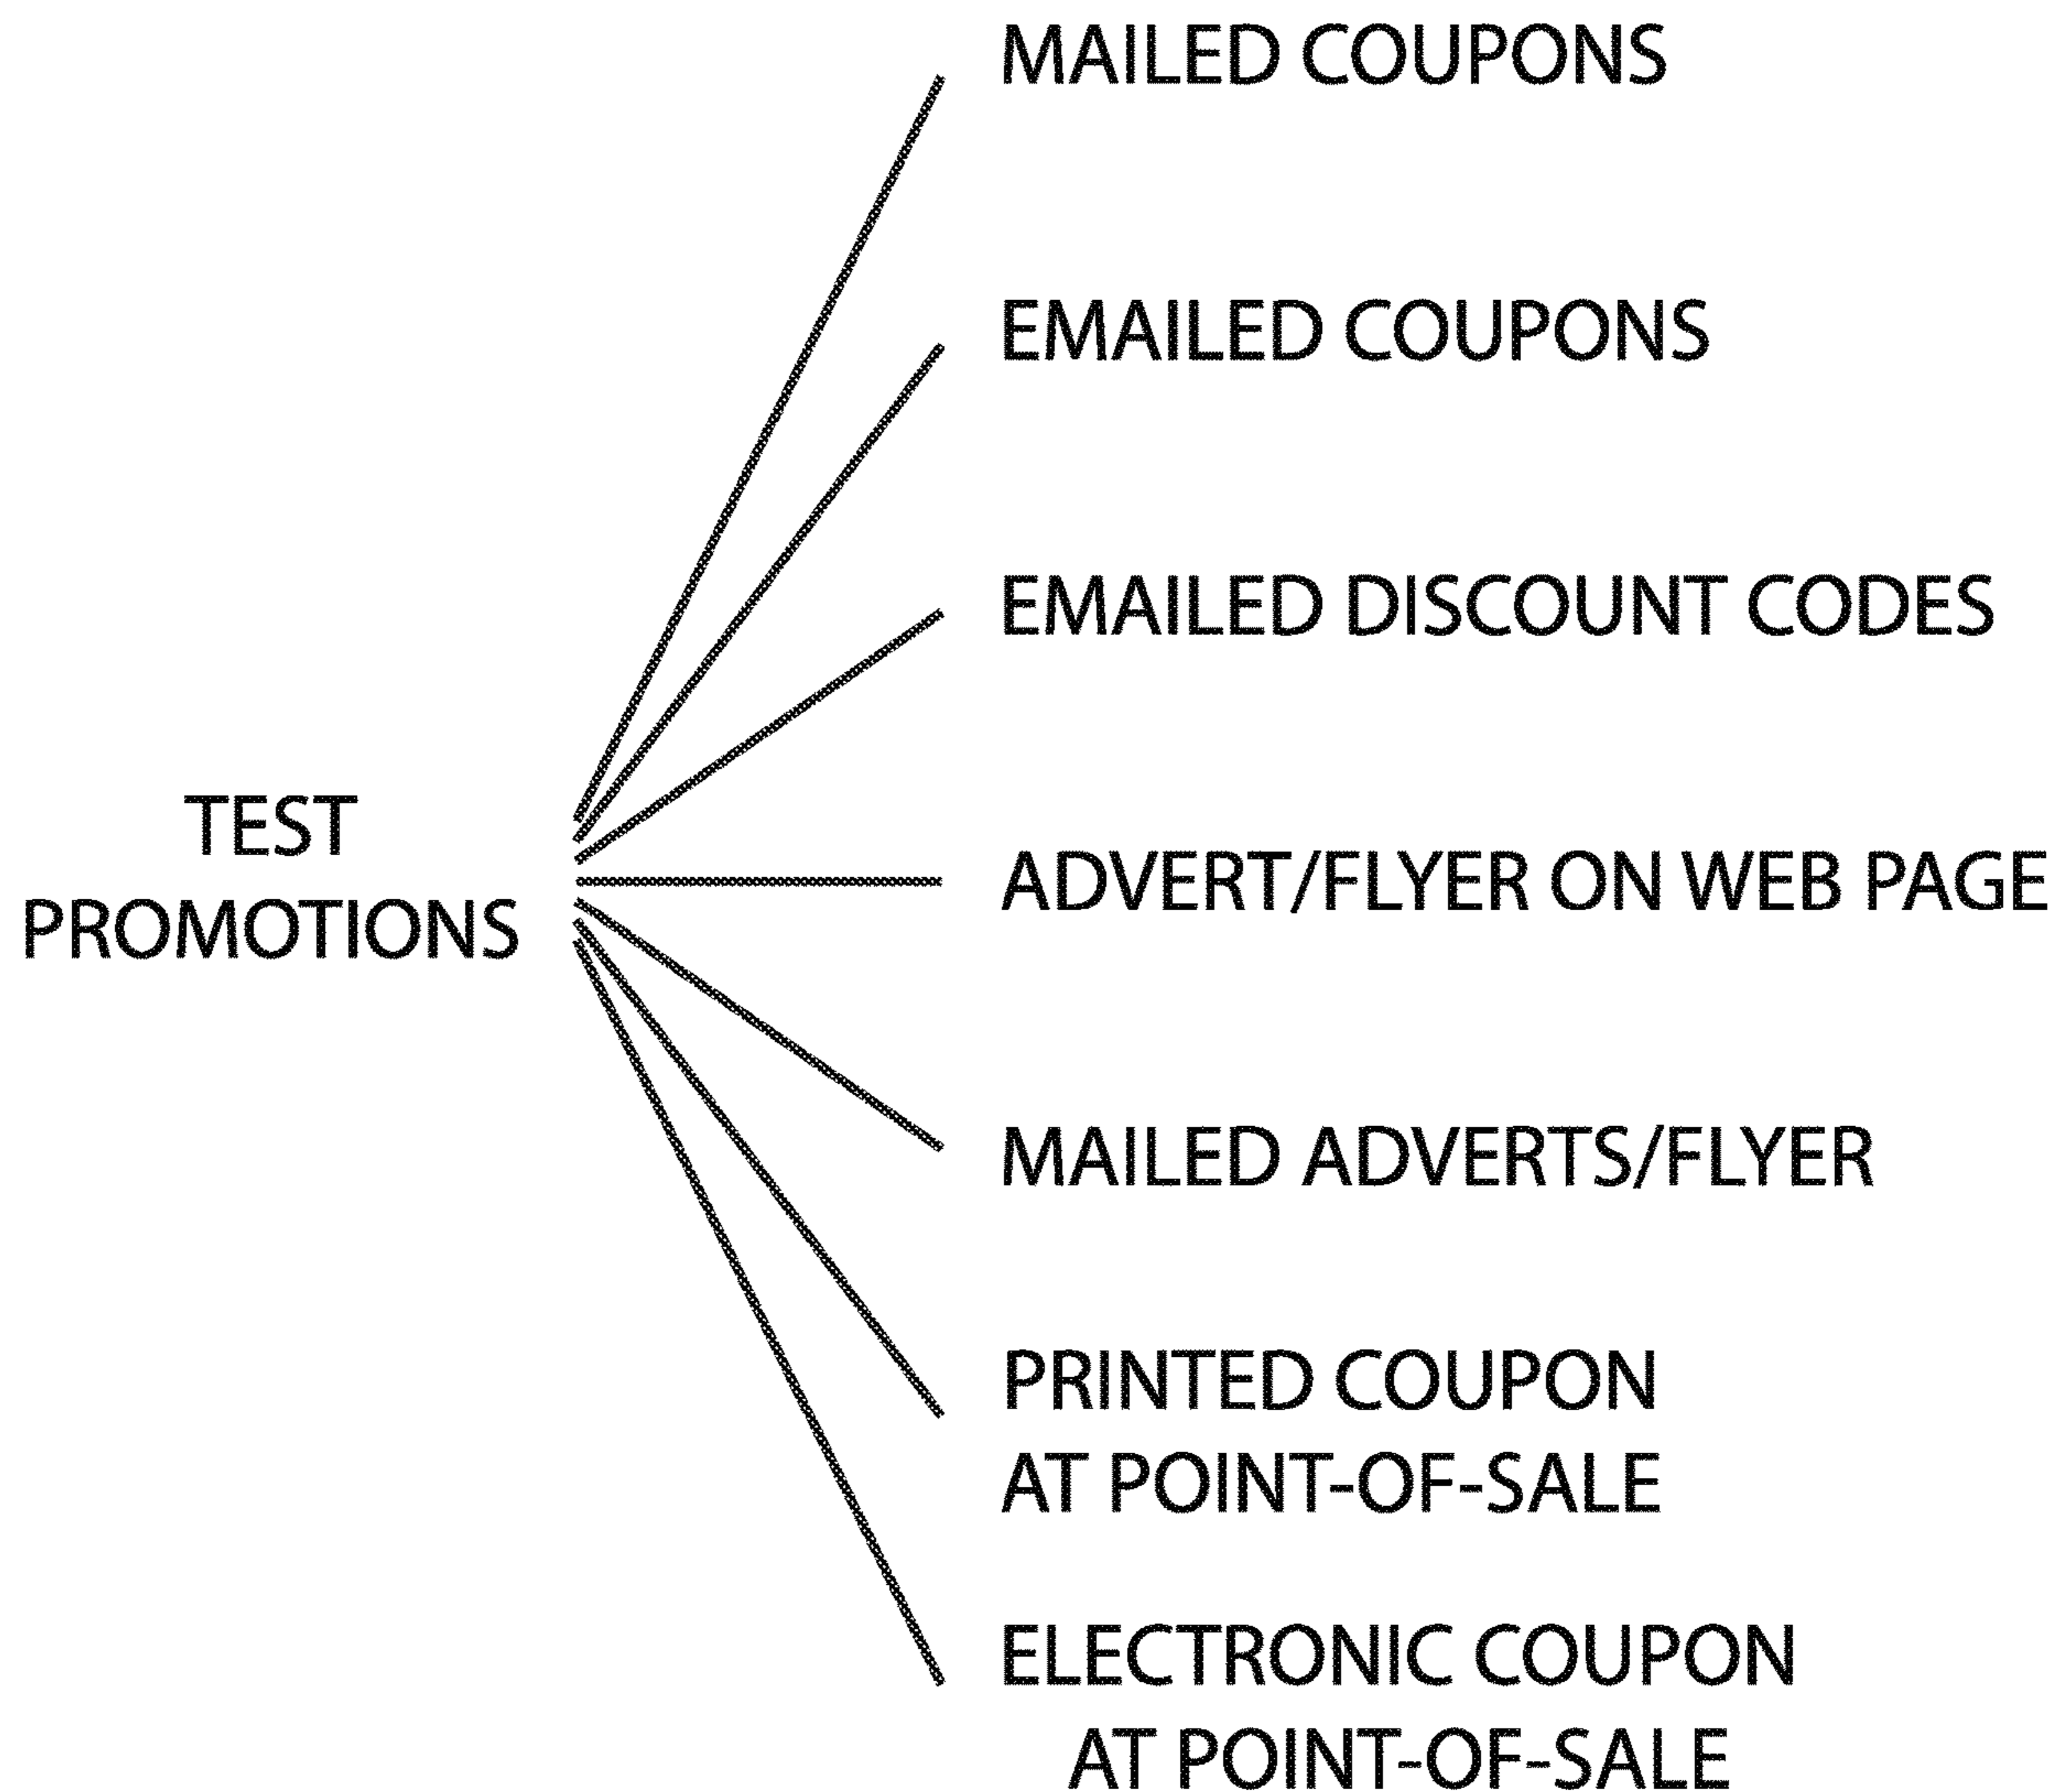 MAILED COUPONS
EMAILED COUPONS
EMAILED DISCOUNT CODES
TEST
PROMOTIONS
ADVERT/FLYER ON WEB PAGE
MAILED ADVERTS/FLYER
PRINTED COUPON
AT POINT-OF-SALE
ELECTRONIC COUPON
AT POINT-OF-SALE